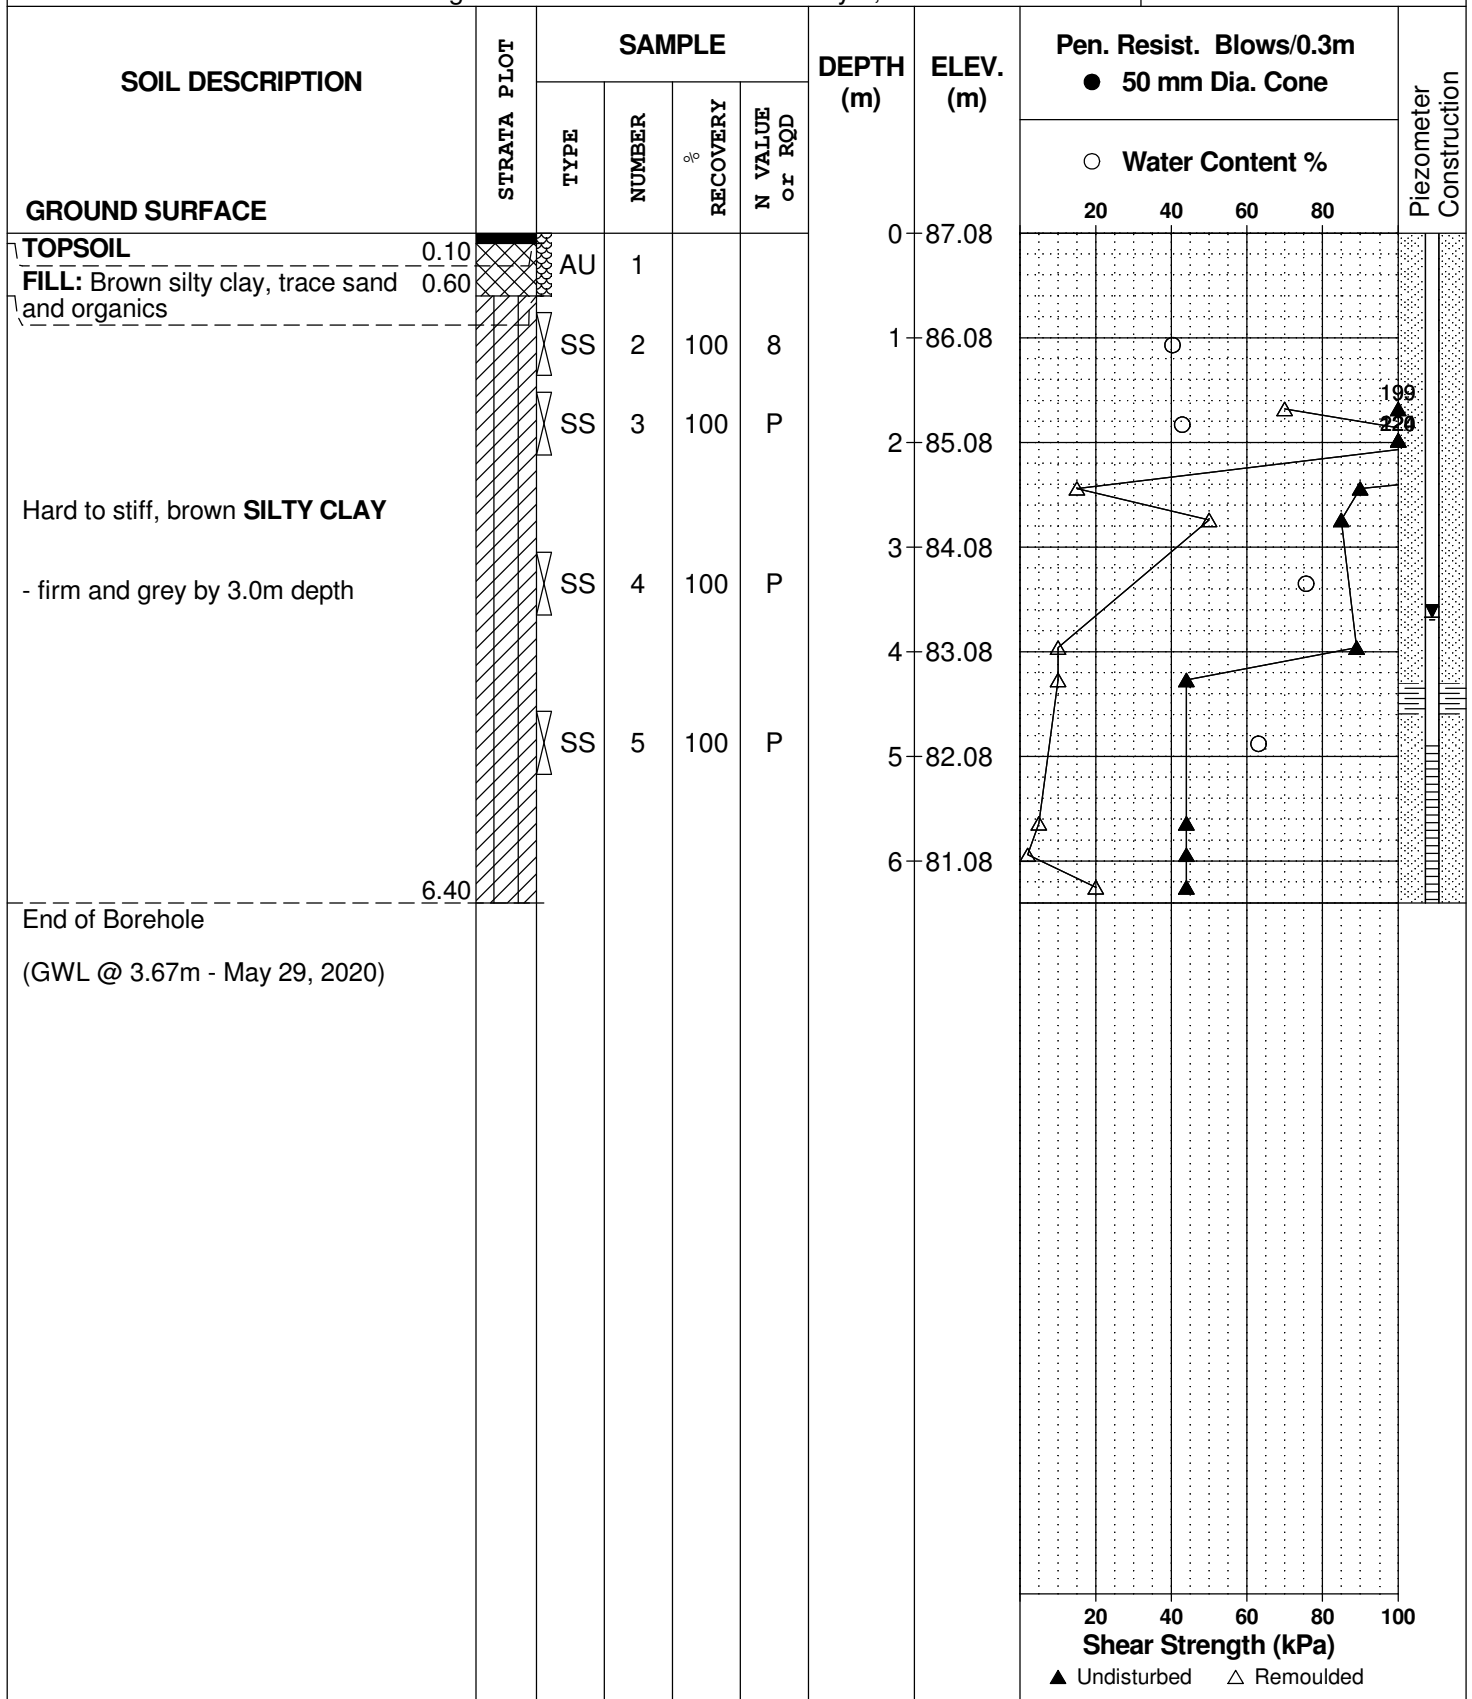 SOIL DESCRIPTION
GROUND SURFACE
STRATA PLOT
SAMPLE
TYPE
NUMBER
% RECOVERY
N VALUE or RQD
DEPTH (m)
ELEV. (m)
Pen. Resist. Blows/0.3m
● 50 mm Dia. Cone
○ Water Content %
20 40 60 80
Piezometer Construction
TOPSOIL 0.10
FILL: Brown silty clay, trace sand 0.60
and organics
AU 1
SS 2 100 8
SS 3 100 P
Hard to stiff, brown SILTY CLAY
- firm and grey by 3.0m depth
SS 4 100 P
SS 5 100 P
6.40
End of Borehole
(GWL @ 3.67m - May 29, 2020)
0 87.08
1 86.08
2 85.08
3 84.08
4 83.08
5 82.08
6 81.08
199
20 40 60 80 100
Shear Strength (kPa)
▲ Undisturbed △ Remoulded